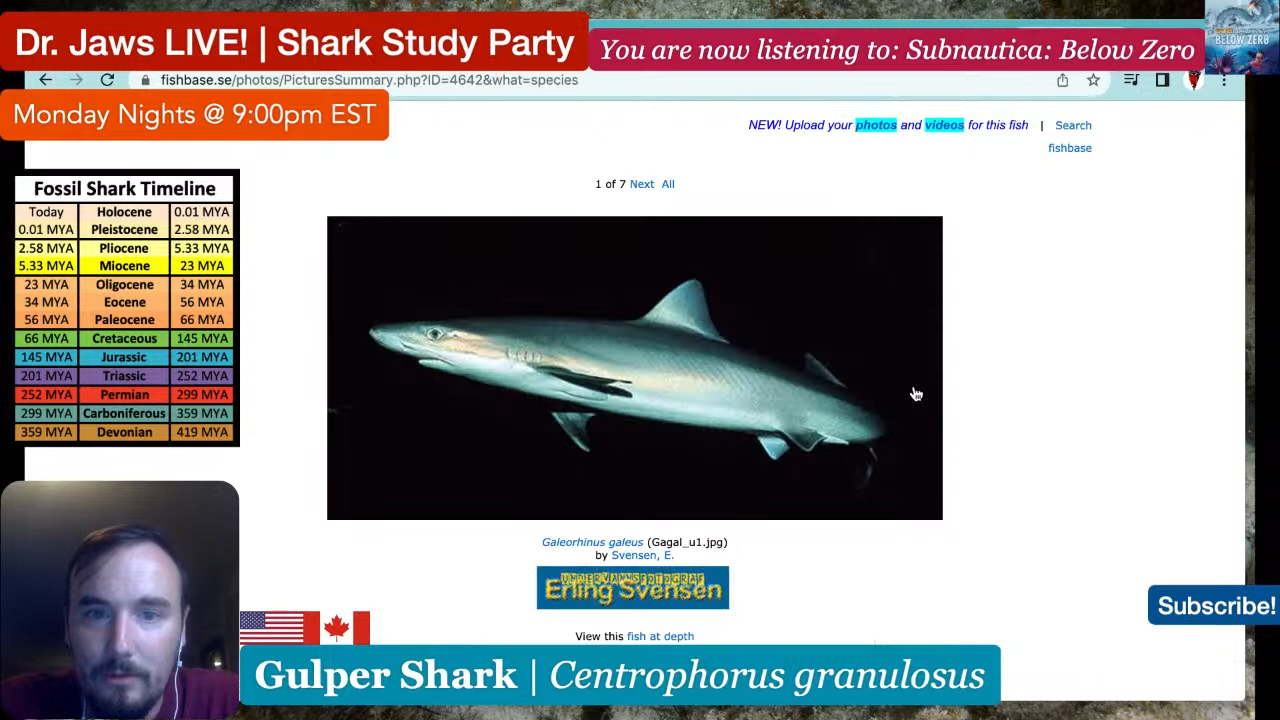 Dr. Jaws LIVE! | Shark Study Party
You are now listening to: Subnautica: Below Zero
BELOW ZERO
fishbase.se/photos/PicturesSummary.php?ID=4642&what=species
Monday Nights @ 9:00pm EST
NEW! Upload your photos and videos for this fish | Search
fishbase
1 of 7 Next All
Fossil Shark Timeline
Today Holocene 0.01 MYA
0.01 MYA Pleistocene 2.58 MYA
2.58 MYA Pliocene 5.33 MYA
5.33 MYA Miocene 23 MYA
23 MYA Oligocene 34 MYA
34 MYA Eocene 56 MYA
56 MYA Paleocene 66 MYA
66 MYA Cretaceous 145 MYA
145 MYA Jurassic 201 MYA
201 MYA Triassic 252 MYA
252 MYA Permian 299 MYA
299 MYA Carboniferous 359 MYA
359 MYA Devonian 419 MYA
Galeorhinus galeus (Gagal_u1.jpg)
by Svensen, E.
UNDERVANNSFOTOGRAF
Erling Svensen
View this fish at depth
Subscribe!
Gulper Shark | Centrophorus granulosus